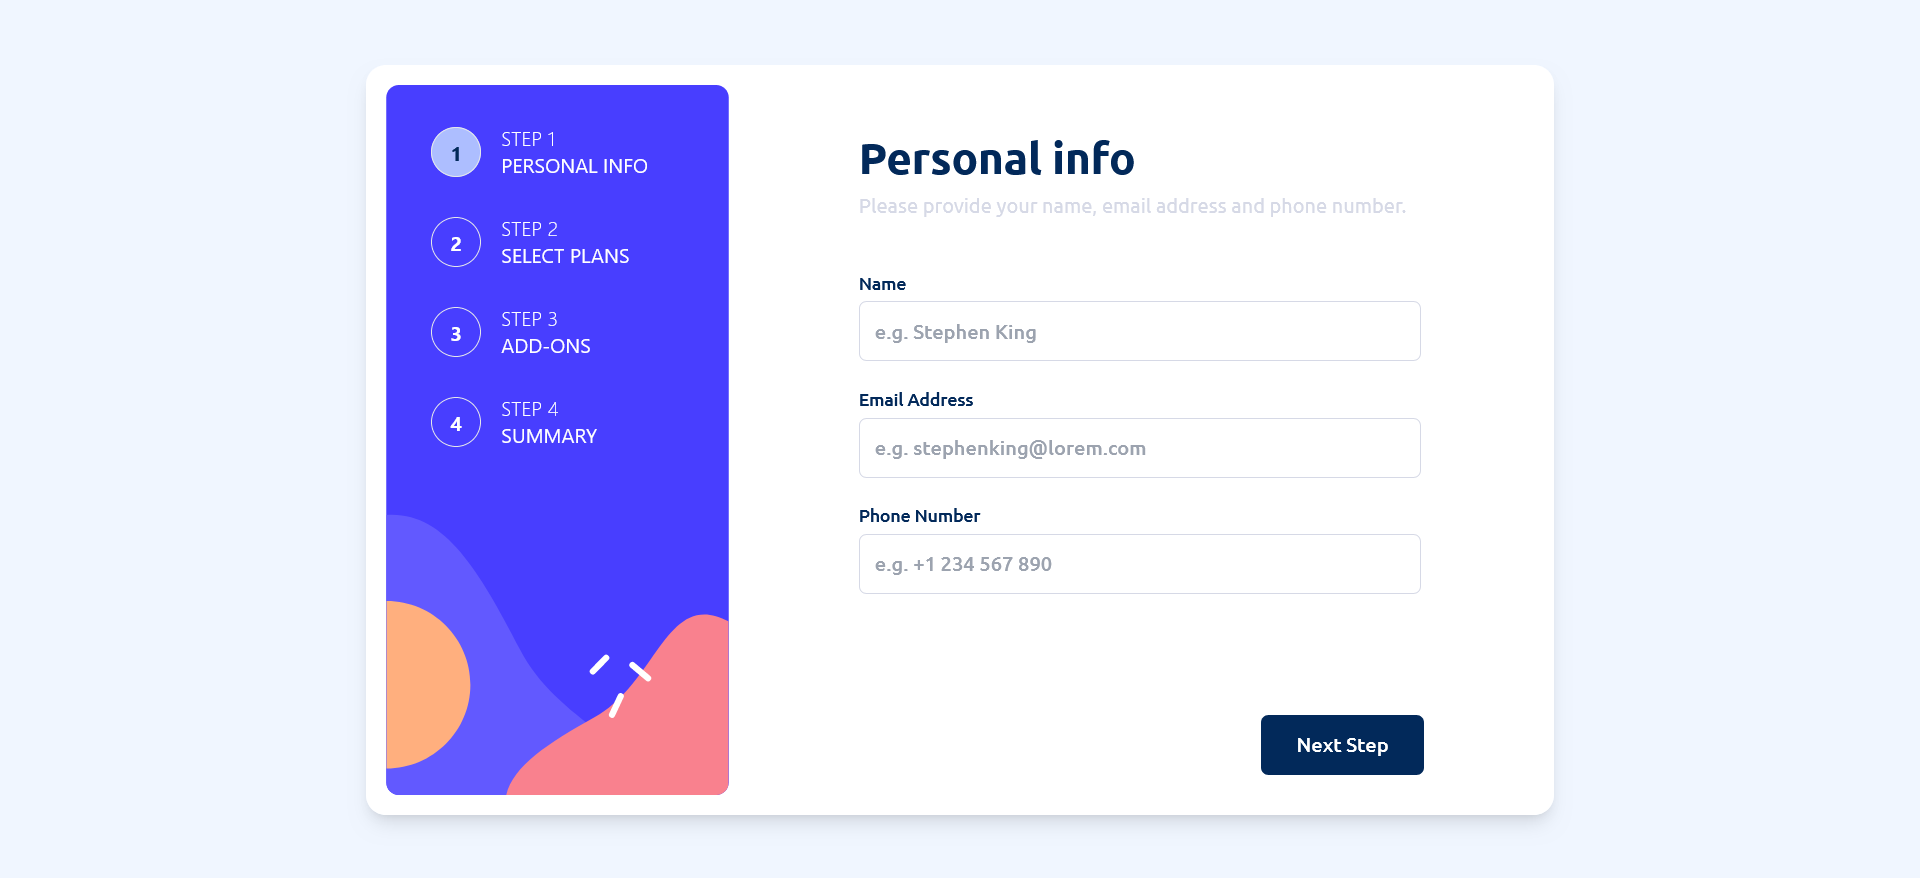 1
STEP 1
PERSONAL INFO
2
STEP 2
SELECT PLANS
3
STEP 3
ADD-ONS
4
STEP 4
SUMMARY
Personal info
Please provide your name, email address and phone number.
Name
e.g. Stephen King
Email Address
e.g. stephenking@lorem.com
Phone Number
e.g. +1 234 567 890
Next Step